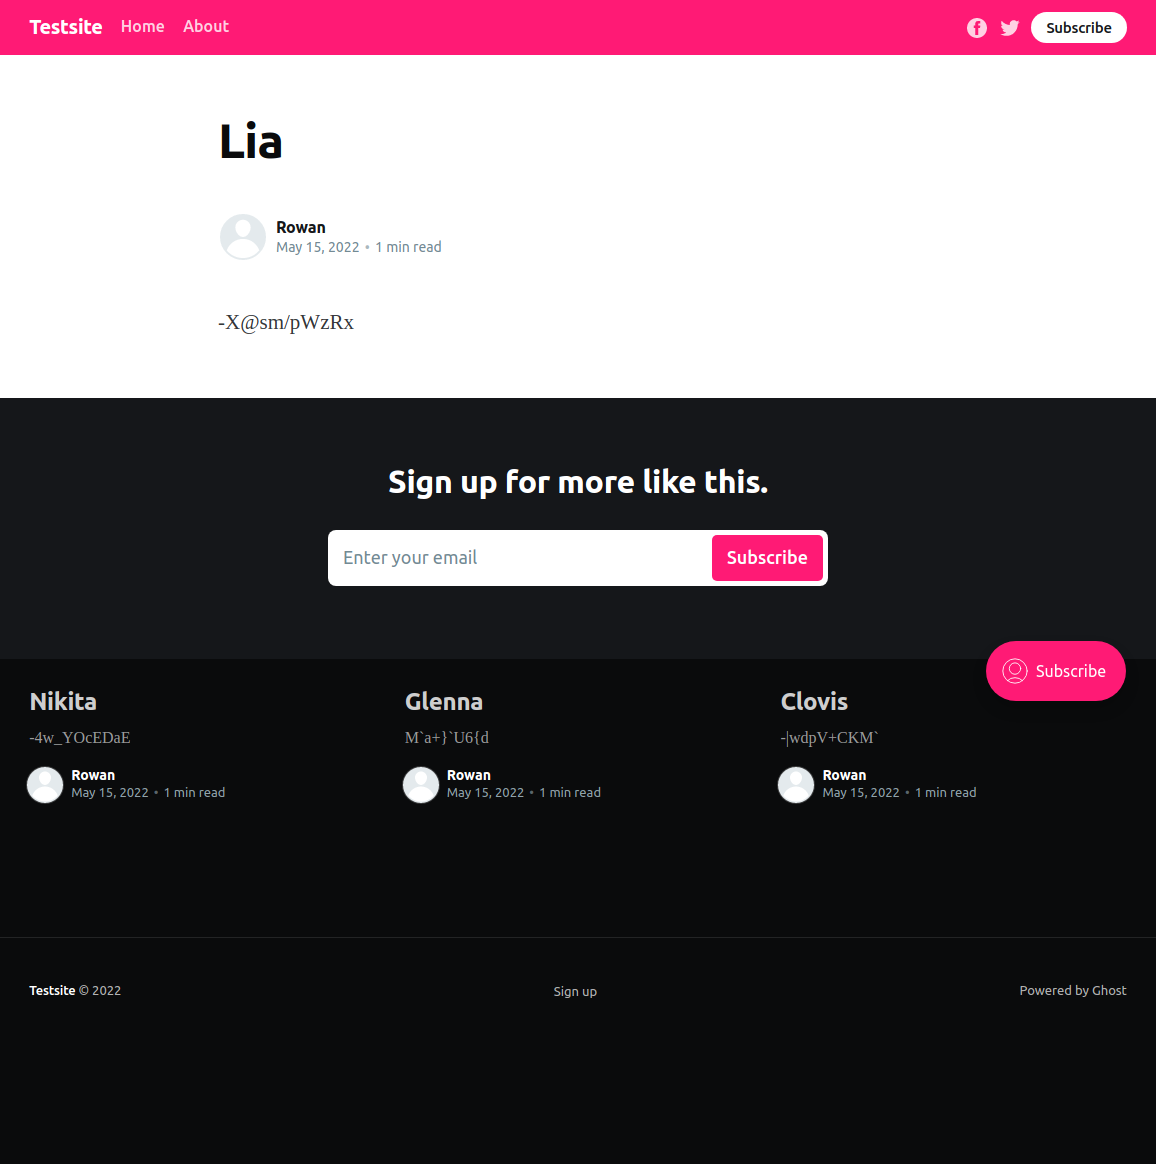 Testsite Home About Subscribe
Lia
Rowan
May 15, 2022 • 1 min read
-X@sm/pWzRx
Sign up for more like this.
Enter your email Subscribe
Subscribe
Nikita
-4w_YOcEDaE
Rowan
May 15, 2022 • 1 min read
Glenna
M`a+}`U6{d
Rowan
May 15, 2022 • 1 min read
Clovis
-|wdpV+CKM`
Rowan
May 15, 2022 • 1 min read
Testsite © 2022 Sign up Powered by Ghost